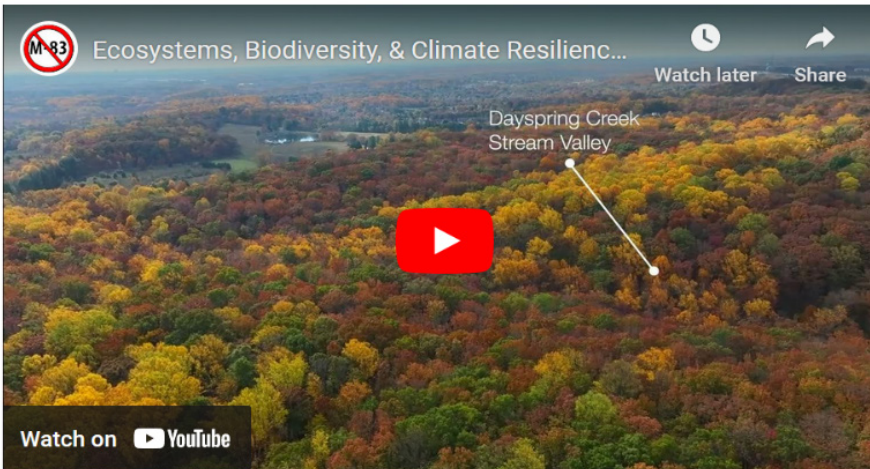 M-83
Ecosystems, Biodiversity, & Climate Resilienc...
Watch later
Share
Dayspring Creek
Stream Valley
Watch on YouTube